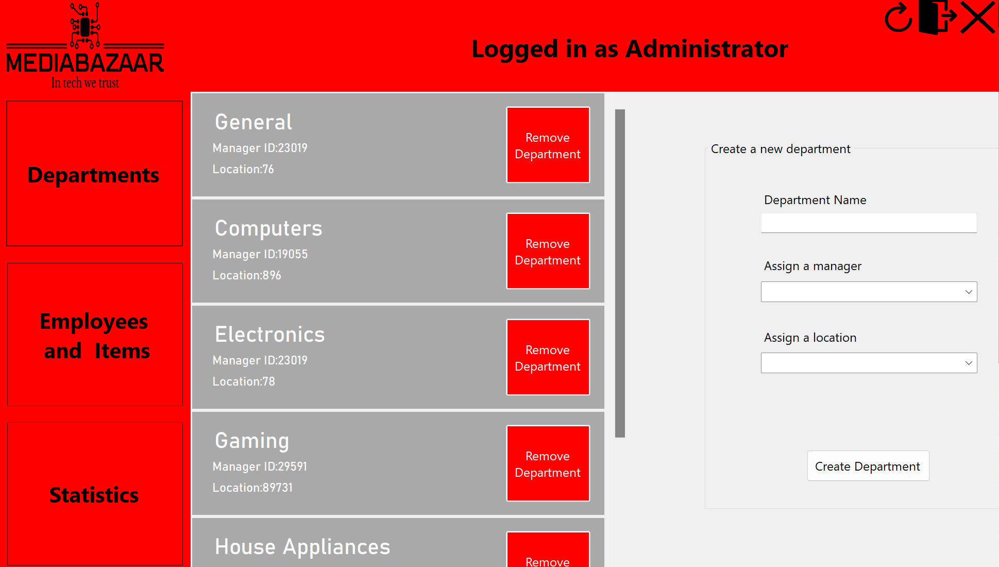 MEDIABAZAAR
In tech we trust
Logged in as Administrator
Departments
Employees
and Items
Statistics
General
Manager ID:23019
Location:76
Remove
Department
Computers
Manager ID:19055
Location:896
Remove
Department
Electronics
Manager ID:23019
Location:78
Remove
Department
Gaming
Manager ID:29591
Location:89731
Remove
Department
House Appliances
Remove
Create a new department
Department Name
Assign a manager
Assign a location
Create Department